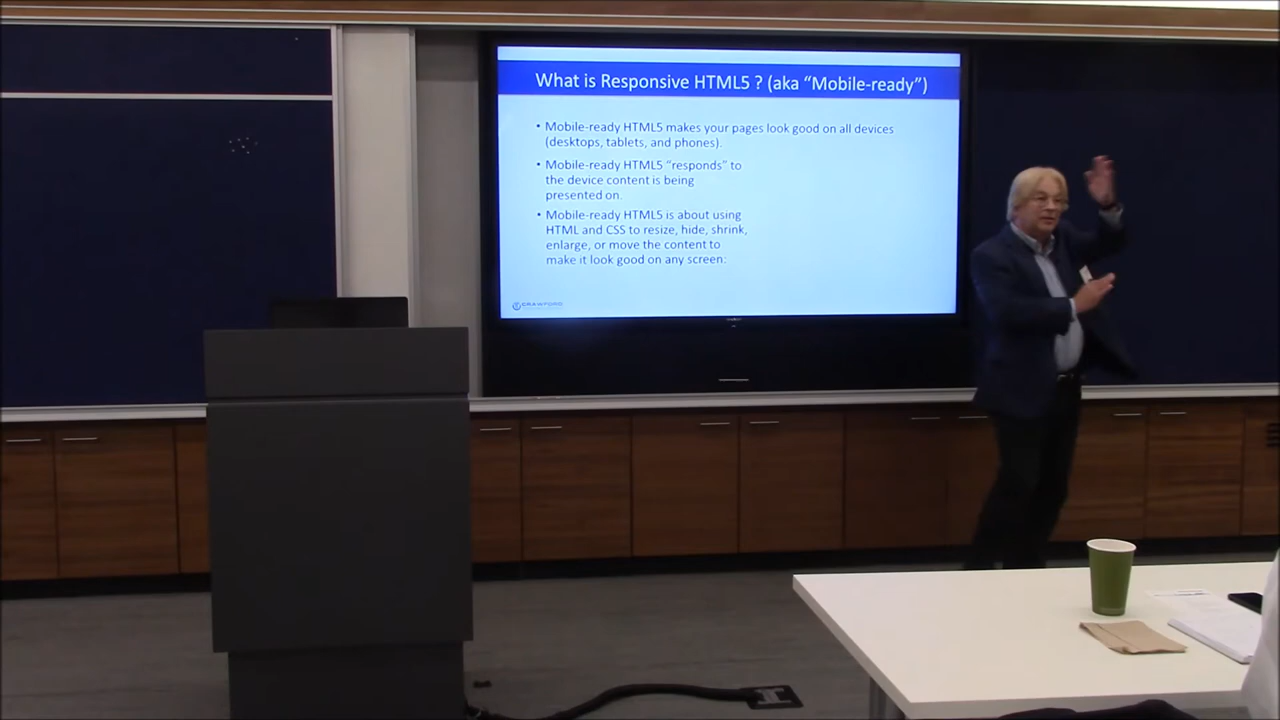 What is Responsive HTML5 ? (aka “Mobile-ready”)
• Mobile-ready HTML5 makes your pages look good on all devices
(desktops, tablets, and phones).
• Mobile-ready HTML5 “responds” to
the device content is being
presented on.
• Mobile-ready HTML5 is about using
HTML and CSS to resize, hide, shrink,
enlarge, or move the content to
make it look good on any screen:
CRAWFORD